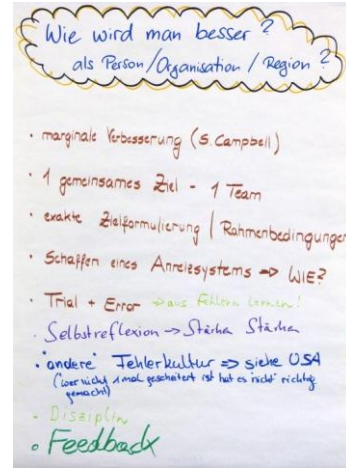 Wie wird man besser?
als Person/Organisation/Region?
· marginale Verbesserung (S. Campbell)
· 1 gemeinsames Ziel - 1 Team
· exakte Zielformulierung / Rahmenbedingungen
· Schaffen eines Anreizsystems => WIE?
· Trial + Error => aus Fehlern lernen!
· Selbstreflexion -> Stärken Stärken
· "andere" Fehlerkultur => siehe USA
(wer nicht 1 mal gescheitert ist hat es nicht richtig
gemacht)
· Disziplin
· Feedback